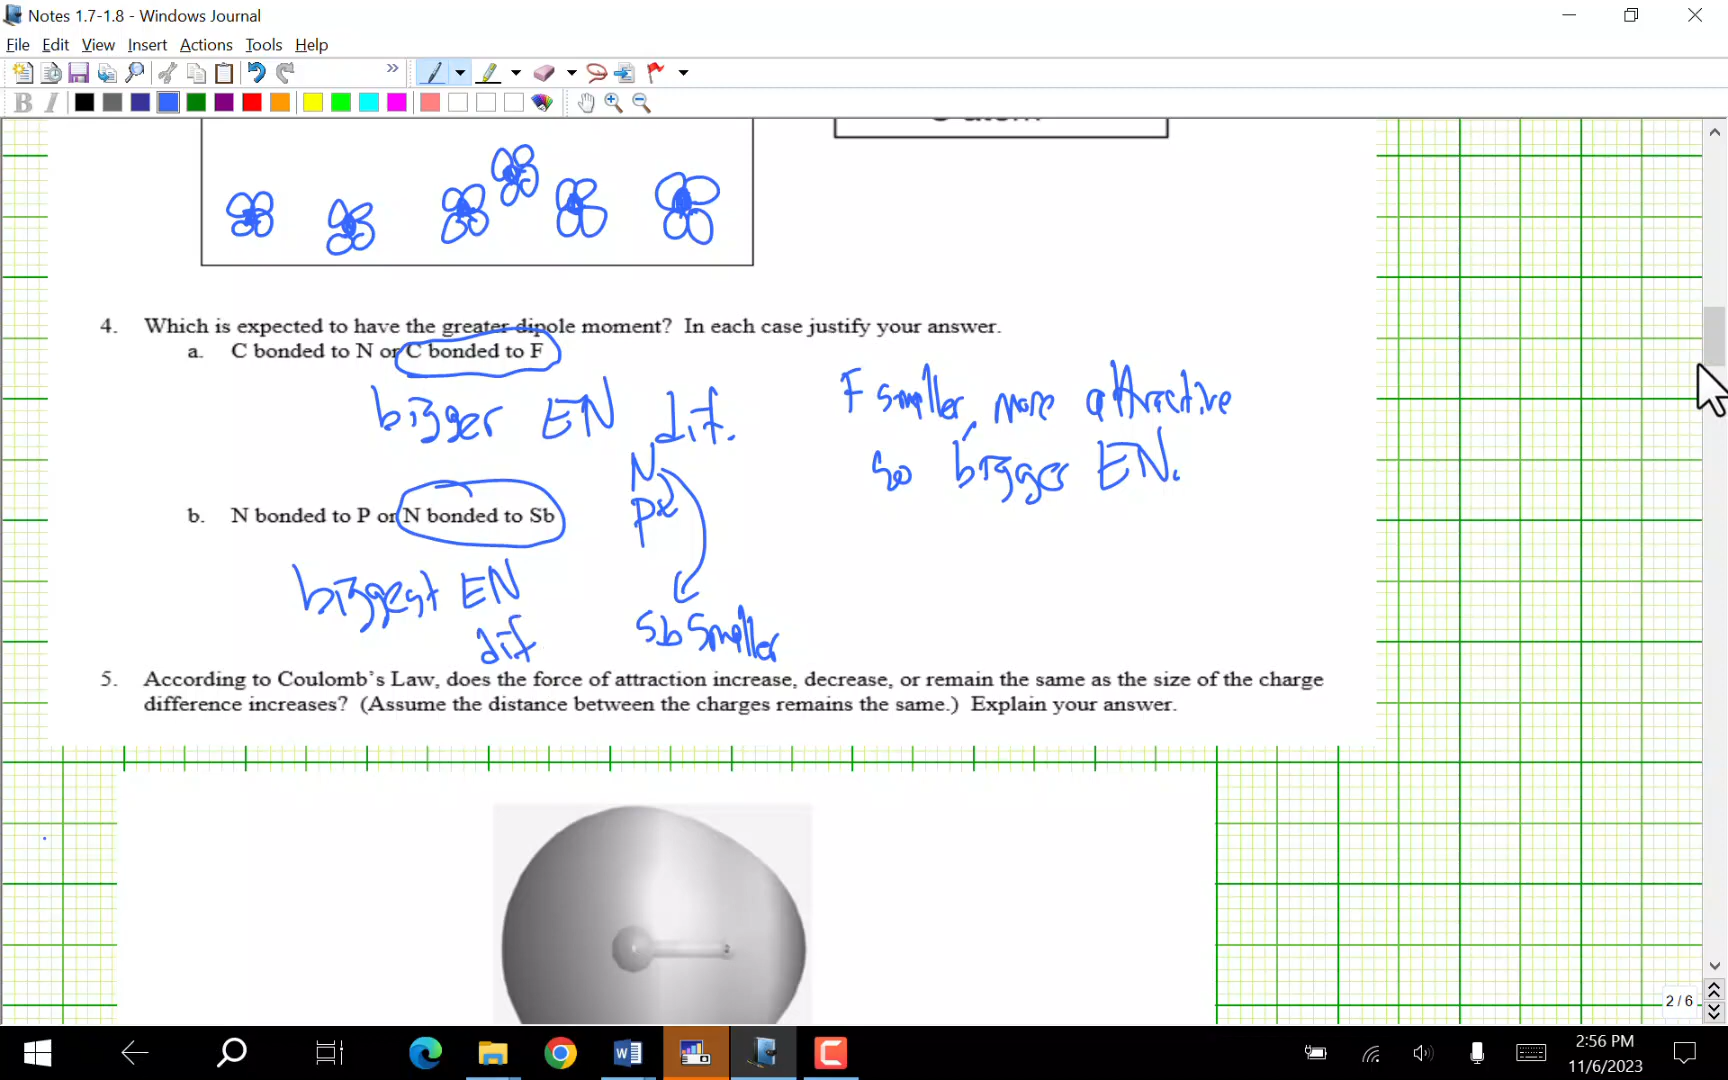 Notes 1.7-1.8 - Windows Journal
File Edit View Insert Actions Tools Help
4. Which is expected to have the greater dipole moment? In each case justify your answer.
a. C bonded to N or C bonded to F
bigger EN dif.
F smaller, more attractive
so bigger EN.
N
P
b. N bonded to P or N bonded to Sb
biggest EN
dif
Sb Smaller
5. According to Coulomb's Law, does the force of attraction increase, decrease, or remain the same as the size of the charge
difference increases? (Assume the distance between the charges remains the same.) Explain your answer.
2 / 6
2:56 PM
11/6/2023